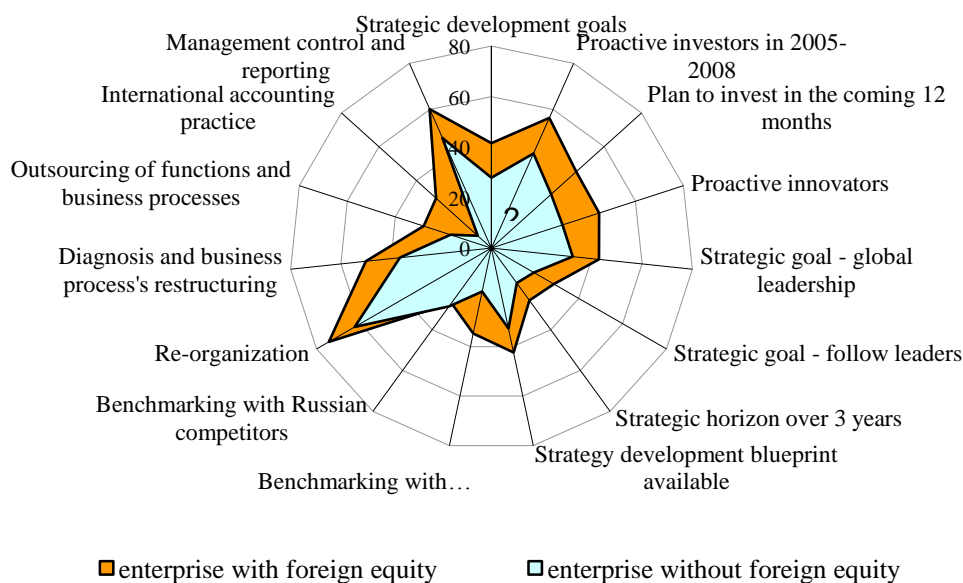 Strategic development goals
Proactive investors in 2005-
2008
Plan to invest in the coming 12
months
Proactive innovators
Strategic goal - global
leadership
Strategic goal - follow leaders
Strategic horizon over 3 years
Strategy development blueprint
available
Benchmarking with…
Benchmarking with Russian
competitors
Re-organization
Diagnosis and business
process's restructuring
Outsourcing of functions and
business processes
International accounting
practice
Management control and
reporting
80
60
40
20
0
enterprise with foreign equity
enterprise without foreign equity